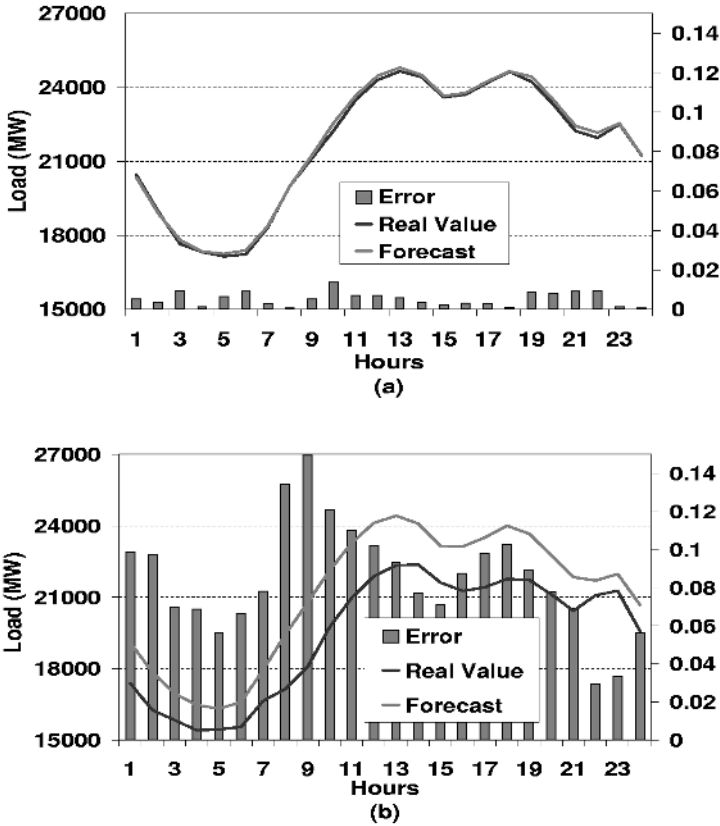 27000
24000
21000
18000
15000
Load (MW)
0.14
0.12
0.1
0.08
0.06
0.04
0.02
0
Error
Real Value
Forecast
1 3 5 7 9 11 13 15 17 19 21 23
Hours
(a)
27000
24000
21000
18000
15000
Load (MW)
0.14
0.12
0.1
0.08
0.06
0.04
0.02
0
Error
Real Value
Forecast
1 3 5 7 9 11 13 15 17 19 21 23
Hours
(b)